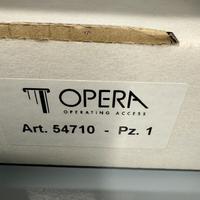 OPERA
OPERATING ACCESS
Art. 54710 - Pz. 1